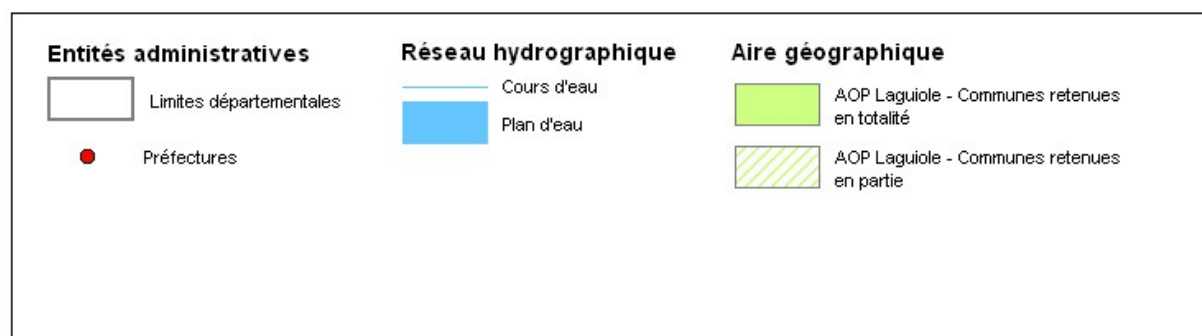 Entités administratives
Limites départementales
Préfectures
Réseau hydrographique
Cours d'eau
Plan d'eau
Aire géographique
AOP Laguiole - Communes retenues
en totalité
AOP Laguiole - Communes retenues
en partie